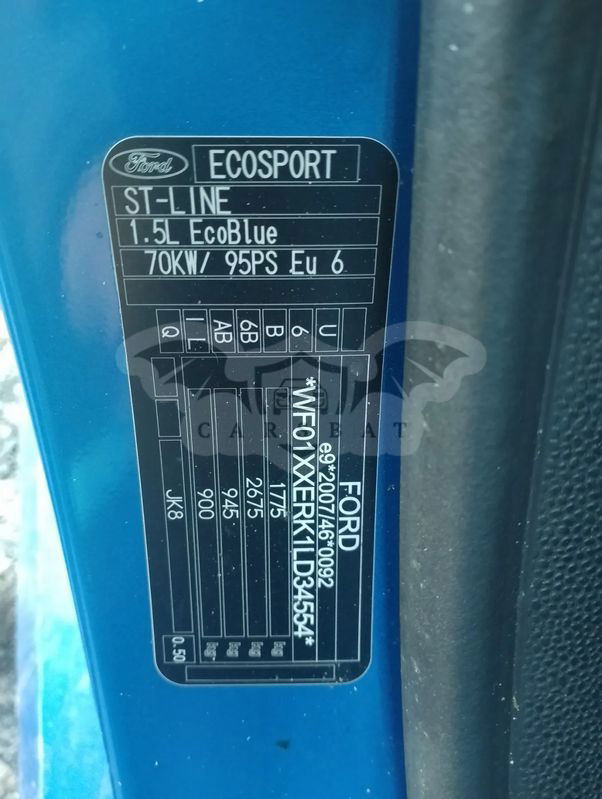 Ford
ECOSPORT
ST-LINE
1.5L EcoBlue
70KW/ 95PS Eu 6
FORD
e9*2007/46*0092
*WF01XXERK1LD34554*
1775 kg
2675 kg
945 kg
900 kg
JK8
0.50
U
6
B
6B
AB
I L
Q
CAR BAT